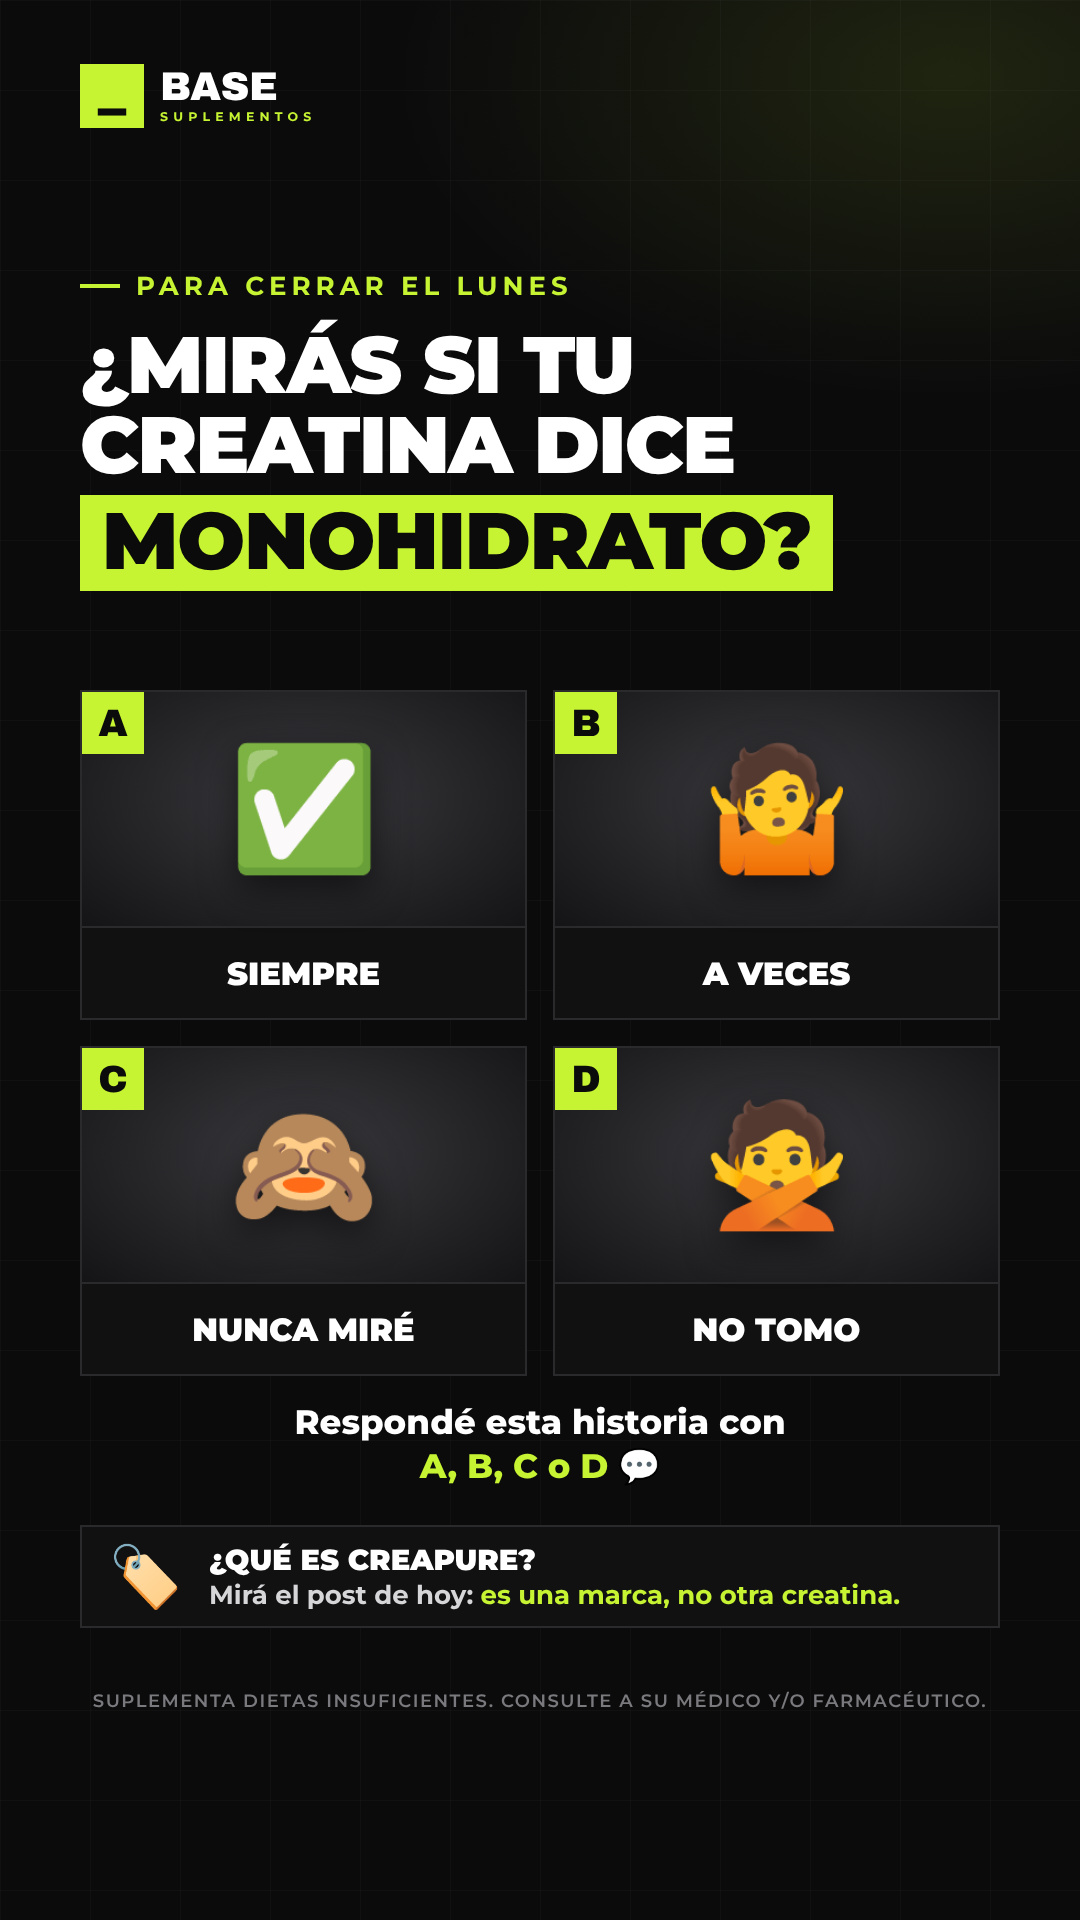 BASE
SUPLEMENTOS
PARA CERRAR EL LUNES
¿MIRÁS SI TU
CREATINA DICE
MONOHIDRATO?
A
SIEMPRE
B
A VECES
C
NUNCA MIRÉ
D
NO TOMO
Respondé esta historia con
A, B, C o D 💬
¿QUÉ ES CREAPURE?
Mirá el post de hoy: es una marca, no otra creatina.
SUPLEMENTA DIETAS INSUFICIENTES. CONSULTE A SU MÉDICO Y/O FARMACÉUTICO.